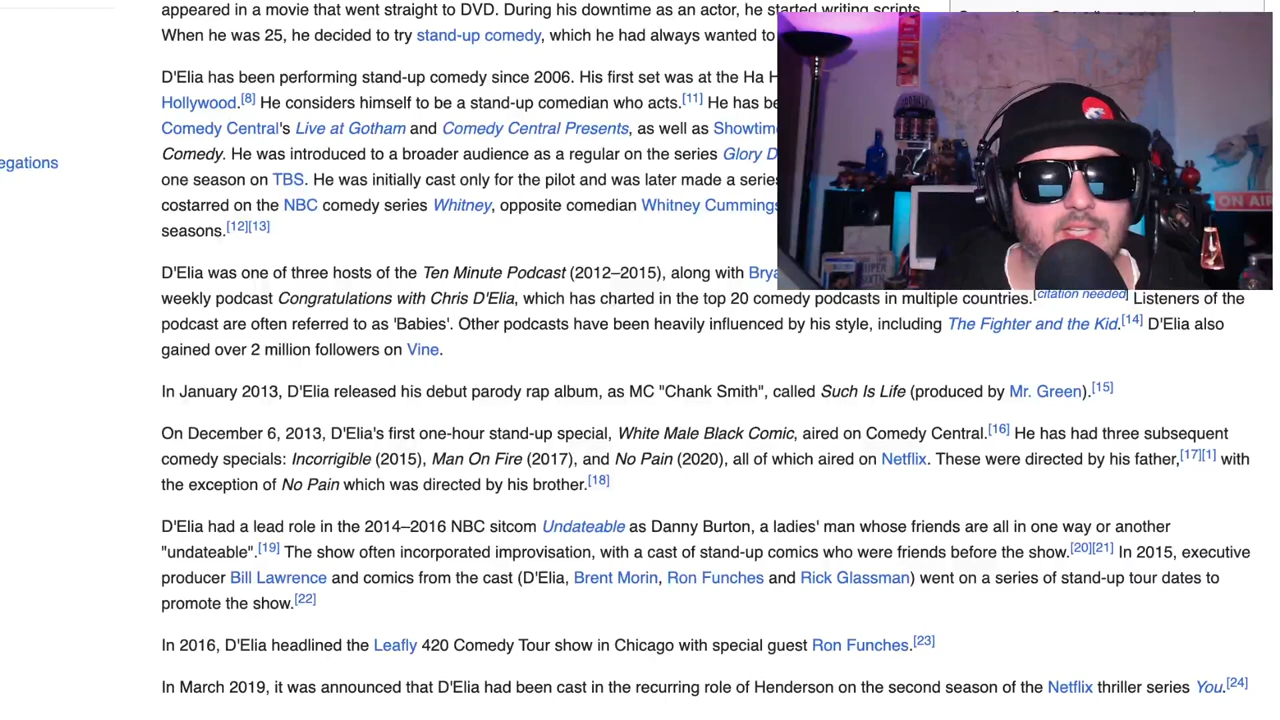 appeared in a movie that went straight to DVD. During his downtime as an actor, he started writing scripts.
When he was 25, he decided to try stand-up comedy, which he had always wanted to
D'Elia has been performing stand-up comedy since 2006. His first set was at the Ha H
Hollywood.[8] He considers himself to be a stand-up comedian who acts.[11] He has be
Comedy Central's Live at Gotham and Comedy Central Presents, as well as Showtim
egations
Comedy. He was introduced to a broader audience as a regular on the series Glory D
one season on TBS. He was initially cast only for the pilot and was later made a serie
costarred on the NBC comedy series Whitney, opposite comedian Whitney Cummings
ON AIR
seasons.[12][13]
D'Elia was one of three hosts of the Ten Minute Podcast (2012–2015), along with Brya
weekly podcast Congratulations with Chris D'Elia, which has charted in the top 20 comedy podcasts in multiple countries.[citation needed] Listeners of the
podcast are often referred to as 'Babies'. Other podcasts have been heavily influenced by his style, including The Fighter and the Kid.[14] D'Elia also
gained over 2 million followers on Vine.
In January 2013, D'Elia released his debut parody rap album, as MC "Chank Smith", called Such Is Life (produced by Mr. Green).[15]
On December 6, 2013, D'Elia's first one-hour stand-up special, White Male Black Comic, aired on Comedy Central.[16] He has had three subsequent
comedy specials: Incorrigible (2015), Man On Fire (2017), and No Pain (2020), all of which aired on Netflix. These were directed by his father,[17][1] with
the exception of No Pain which was directed by his brother.[18]
D'Elia had a lead role in the 2014–2016 NBC sitcom Undateable as Danny Burton, a ladies' man whose friends are all in one way or another
"undateable".[19] The show often incorporated improvisation, with a cast of stand-up comics who were friends before the show.[20][21] In 2015, executive
producer Bill Lawrence and comics from the cast (D'Elia, Brent Morin, Ron Funches and Rick Glassman) went on a series of stand-up tour dates to
promote the show.[22]
In 2016, D'Elia headlined the Leafly 420 Comedy Tour show in Chicago with special guest Ron Funches.[23]
In March 2019, it was announced that D'Elia had been cast in the recurring role of Henderson on the second season of the Netflix thriller series You.[24]